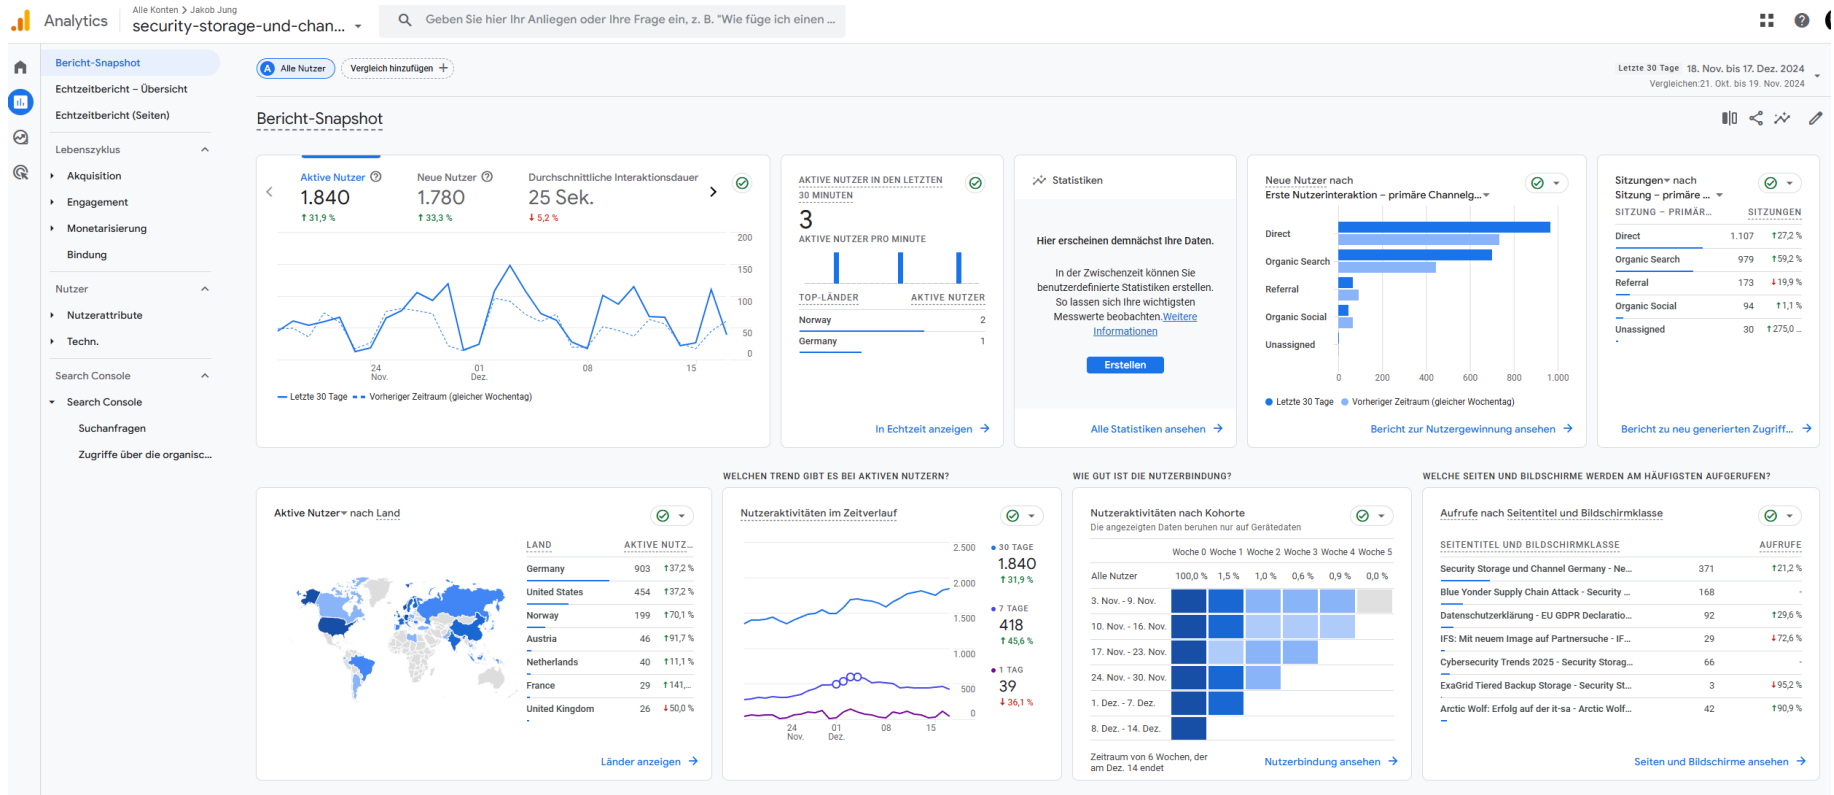 Analytics
Alle Konten > Jakob Jung
security-storage-und-chan...
Geben Sie hier Ihr Anliegen oder Ihre Frage ein, z. B. "Wie füge ich einen ...
Bericht-Snapshot
Echtzeitbericht – Übersicht
Echtzeitbericht (Seiten)
Lebenszyklus
Akquisition
Engagement
Monetarisierung
Bindung
Nutzer
Nutzerattribute
Techn.
Search Console
Search Console
Suchanfragen
Zugriffe über die organisc...
A Alle Nutzer
Vergleich hinzufügen +
Letzte 30 Tage 18. Nov. bis 17. Dez. 2024
Vergleichen:21. Okt. bis 19. Nov. 2024
Bericht-Snapshot
Aktive Nutzer
1.840
↑31,9 %
Neue Nutzer
1.780
↑33,3 %
Durchschnittliche Interaktionsdauer
25 Sek.
↓5,2 %
200
150
100
50
0
24 Nov.
01 Dez.
08
15
Letzte 30 Tage
Vorheriger Zeitraum (gleicher Wochentag)
AKTIVE NUTZER IN DEN LETZTEN
30 MINUTEN
3
AKTIVE NUTZER PRO MINUTE
TOP-LÄNDER AKTIVE NUTZER
Norway 2
Germany 1
In Echtzeit anzeigen
Statistiken
Hier erscheinen demnächst Ihre Daten.
In der Zwischenzeit können Sie
benutzerdefinierte Statistiken erstellen.
So lassen sich Ihre wichtigsten
Messwerte beobachten.Weitere
Informationen
Erstellen
Alle Statistiken ansehen
Neue Nutzer nach
Erste Nutzerinteraktion – primäre Channelg...
Direct
Organic Search
Referral
Organic Social
Unassigned
0 200 400 600 800 1.000
Letzte 30 Tage
Vorheriger Zeitraum (gleicher Wochentag)
Bericht zur Nutzergewinnung ansehen
Sitzungen nach
Sitzung – primäre ...
SITZUNG – PRIMÄR... SITZUNGEN
Direct 1.107 ↑27,2 %
Organic Search 979 ↑59,2 %
Referral 173 ↓19,9 %
Organic Social 94 ↑1,1 %
Unassigned 30 ↑275,0 ...
Bericht zu neu generierten Zugriff...
Aktive Nutzer nach Land
LAND AKTIVE NUTZ...
Germany 903 ↑37,2 %
United States 454 ↑37,2 %
Norway 199 ↑70,1 %
Austria 46 ↑91,7 %
Netherlands 40 ↑11,1 %
France 29 ↑141,...
United Kingdom 26 ↓50,0 %
Länder anzeigen
WELCHEN TREND GIBT ES BEI AKTIVEN NUTZERN?
Nutzeraktivitäten im Zeitverlauf
2.500
2.000
1.500
1.000
500
0
24 Nov.
01 Dez.
08
15
30 TAGE
1.840
↑31,9 %
7 TAGE
418
↑45,6 %
1 TAG
39
↓36,1 %
WIE GUT IST DIE NUTZERBINDUNG?
Nutzeraktivitäten nach Kohorte
Die angezeigten Daten beruhen nur auf Gerätedaten
Woche 0 Woche 1 Woche 2 Woche 3 Woche 4 Woche 5
Alle Nutzer 100,0 % 1,5 % 1,0 % 0,6 % 0,9 % 0,0 %
3. Nov. - 9. Nov.
10. Nov. - 16. Nov.
17. Nov. - 23. Nov.
24. Nov. - 30. Nov.
1. Dez. - 7. Dez.
8. Dez. - 14. Dez.
Zeitraum von 6 Wochen, der
am Dez. 14 endet
Nutzerbindung ansehen
WELCHE SEITEN UND BILDSCHIRME WERDEN AM HÄUFIGSTEN AUFGERUFEN?
Aufrufe nach Seitentitel und Bildschirmklasse
SEITENTITEL UND BILDSCHIRMKLASSE AUFRUFE
Security Storage und Channel Germany - Ne... 371 ↑21,2 %
Blue Yonder Supply Chain Attack - Security ... 168 -
Datenschutzerklärung - EU GDPR Declaratio... 92 ↑29,6 %
IFS: Mit neuem Image auf Partnersuche - IF... 29 ↓72,6 %
Cybersecurity Trends 2025 - Security Storag... 66 -
ExaGrid Tiered Backup Storage - Security St... 3 ↓95,2 %
Arctic Wolf: Erfolg auf der it-sa - Arctic Wolf... 42 ↑90,9 %
Seiten und Bildschirme ansehen